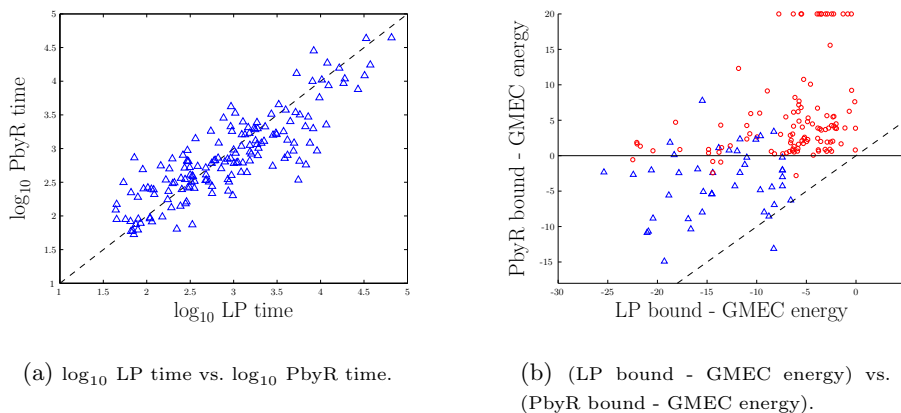 5
4.5
4
3.5
3
2.5
2
1.5
1
1 1.5 2 2.5 3 3.5 4 4.5 5
log10 PbyR time
log10 LP time
20
15
10
5
0
-5
-10
-15
-30 -25 -20 -15 -10 -5 0
PbyR bound - GMEC energy
LP bound - GMEC energy
(a) log10 LP time vs. log10 PbyR time.
(b) (LP bound - GMEC energy) vs.
(PbyR bound - GMEC energy).